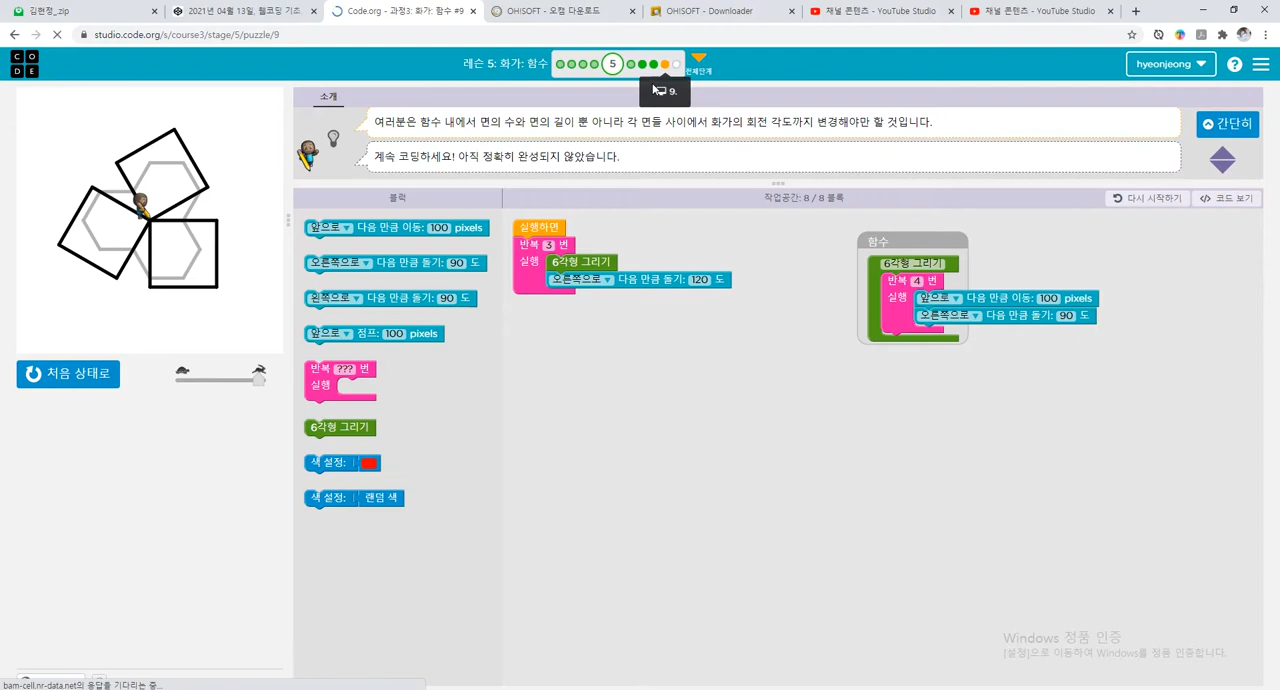 김현정_.zip
2021년 04월 13일, 웰코딩 기초
Code.org - 과정3: 화가: 함수 #9
OH!SOFT - 오캠 다운로드
OH!SOFT - Downloader
채널 콘텐츠 - YouTube Studio
채널 콘텐츠 - YouTube Studio
studio.code.org/s/course3/stage/5/puzzle/9
C O
D E
레슨 5: 화가: 함수
5
전체단계
hyeonjeong
9.
소개
여러분은 함수 내에서 면의 수와 면의 길이 뿐 아니라 각 면들 사이에서 화가의 회전 각도까지 변경해야만 할 것입니다.
간단히
계속 코딩하세요! 아직 정확히 완성되지 않았습니다.
블럭
작업공간: 8 / 8 블록
다시 시작하기
코드 보기
앞으로 다음 만큼 이동: 100 pixels
오른쪽으로 다음 만큼 돌기: 90 도
왼쪽으로 다음 만큼 돌기: 90 도
앞으로 점프: 100 pixels
반복 ??? 번
실행
6각형 그리기
색 설정:
색 설정: 랜덤 색
실행하면
반복 3 번
실행 6각형 그리기
오른쪽으로 다음 만큼 돌기: 120 도
함수
6각형 그리기
반복 4 번
실행 앞으로 다음 만큼 이동: 100 pixels
오른쪽으로 다음 만큼 돌기: 90 도
처음 상태로
Windows 정품 인증
[설정]으로 이동하여 Windows를 정품 인증합니다.
bam-cell.nr-data.net의 응답을 기다리는 중...